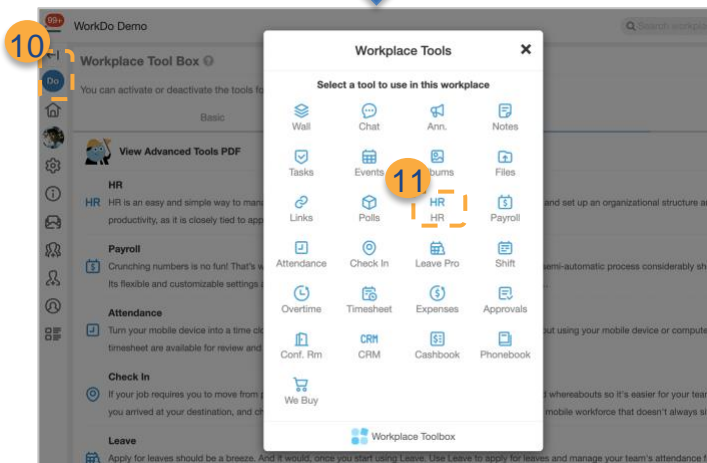 99+
WorkDo Demo
Search workplac
10
Workplace Tool Box
Do
You can activate or deactivate the tools fo
Basic
View Advanced Tools PDF
HR
HR HR is an easy and simple way to mana
and set up an organizational structure a
productivity, as it is closely tied to app
Payroll
Crunching numbers is no fun! That's w
emi-automatic process considerably sh
Its flexible and customizable settings a
Attendance
Turn your mobile device into a time clo
out using your mobile device or compute
timesheet are available for review and
Check In
If your job requires you to move from p
d whereabouts so it's easier for your tea
you arrived at your destination, and ch
mobile workforce that doesn't always si
Leave
Apply for leaves should be a breeze. And it would, once you start using Leave. Use Leave to apply for leaves and manage your team's attendance f
Workplace Tools
Select a tool to use in this workplace
Wall Chat Ann. Notes
Tasks Events Albums Files
11
Links Polls HR HR Payroll
Attendance Check In Leave Pro Shift
Overtime Timesheet Expenses Approvals
CRM
Conf. Rm CRM Cashbook Phonebook
We Buy
Workplace Toolbox